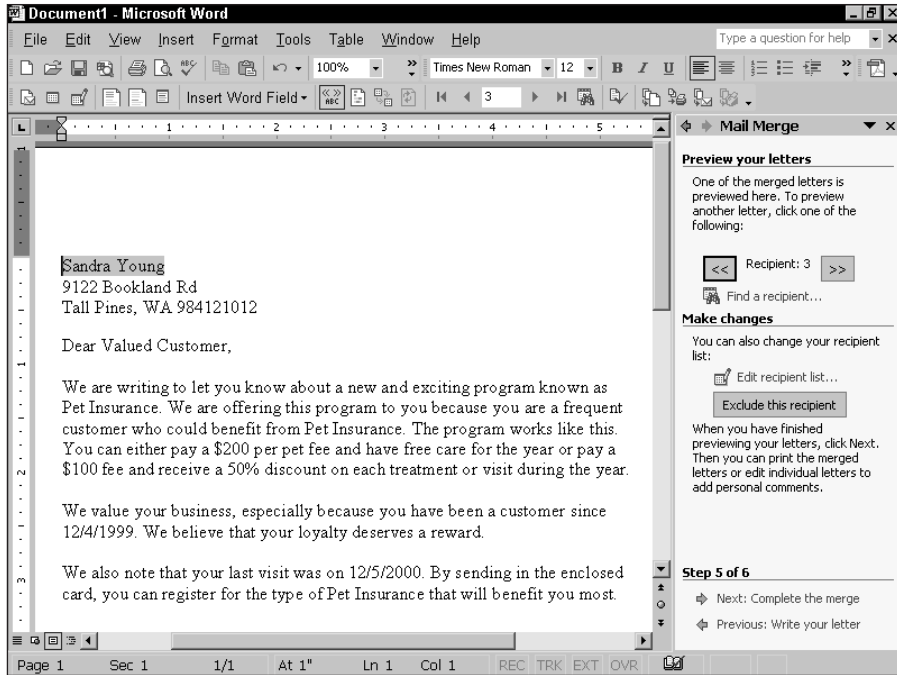 Document1 - Microsoft Word
File Edit View Insert Format Tools Table Window Help Type a question for help
100% Times New Roman 12 B I U
Insert Word Field 3
1 2 3 4 5
Mail Merge
Preview your letters
One of the merged letters is
previewed here. To preview
another letter, click one of the
following:
<< Recipient: 3 >>
Find a recipient...
Make changes
You can also change your recipient
list:
Edit recipient list...
Exclude this recipient
When you have finished
previewing your letters, click Next.
Then you can print the merged
letters or edit individual letters to
add personal comments.
Step 5 of 6
Next: Complete the merge
Previous: Write your letter
Sandra Young
9122 Bookland Rd
Tall Pines, WA 984121012
Dear Valued Customer,
We are writing to let you know about a new and exciting program known as
Pet Insurance. We are offering this program to you because you are a frequent
customer who could benefit from Pet Insurance. The program works like this.
You can either pay a $200 per pet fee and have free care for the year or pay a
$100 fee and receive a 50% discount on each treatment or visit during the year.
We value your business, especially because you have been a customer since
12/4/1999. We believe that your loyalty deserves a reward.
We also note that your last visit was on 12/5/2000. By sending in the enclosed
card, you can register for the type of Pet Insurance that will benefit you most.
Page 1 Sec 1 1/1 At 1" Ln 1 Col 1 REC TRK EXT OVR